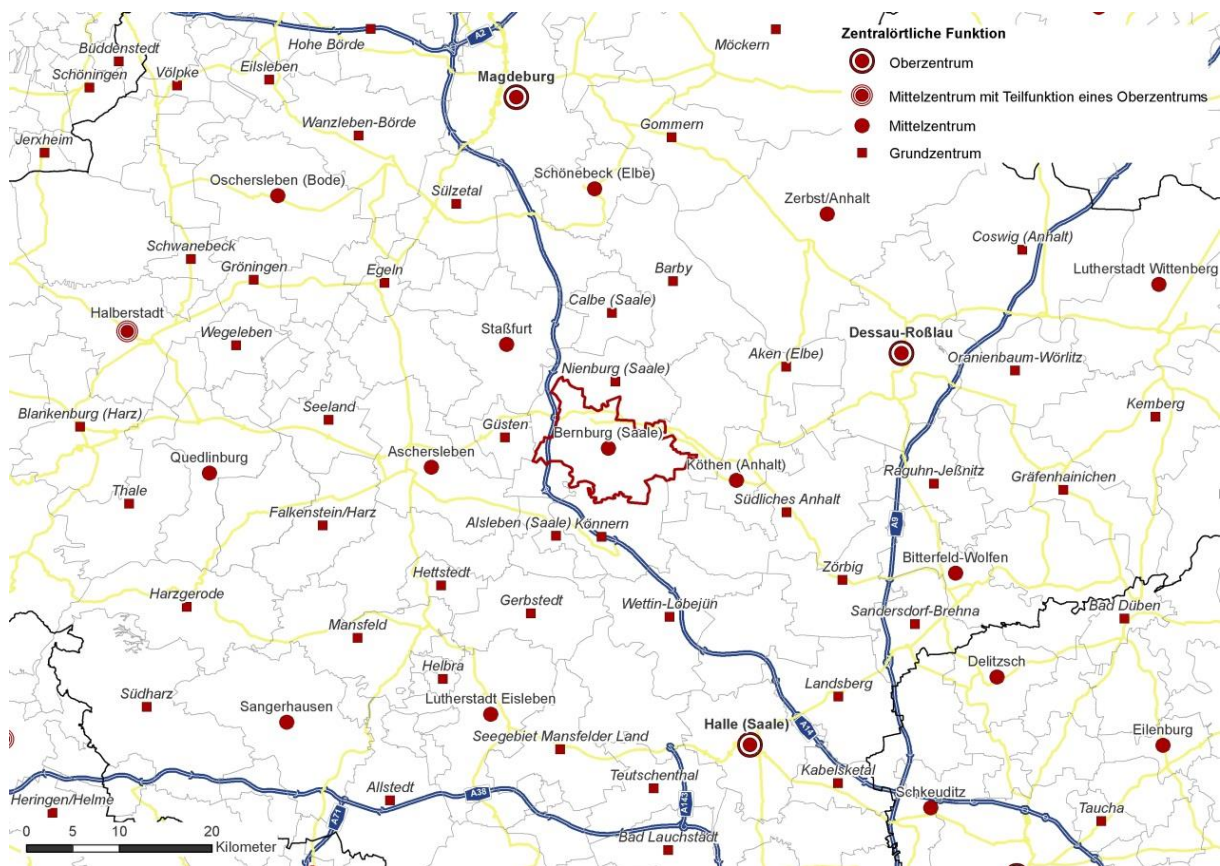 Zentralörtliche Funktion
Oberzentrum
Mittelzentrum mit Teilfunktion eines Oberzentrums
Mittelzentrum
Grundzentrum
Hohe Börde
A2
Möckern
Büddenstedt
Schöningen
Völpke
Eilsleben
Magdeburg
Wanzleben-Börde
Gommern
Jerxheim
Oschersleben (Bode)
Sülzetal
Schönebeck (Elbe)
Zerbst/Anhalt
Schwanebeck
Gröningen
Egeln
Barby
Coswig (Anhalt)
Lutherstadt Wittenberg
Halberstadt
Wegeleben
Staßfurt
Calbe (Saale)
Dessau-Roßlau
Aken (Elbe)
Oranienbaum-Wörlitz
Nienburg (Saale)
Blankenburg (Harz)
Seeland
Güsten
Bernburg (Saale)
Kemberg
Quedlinburg
Aschersleben
Köthen (Anhalt)
Raguhn-Jeßnitz
Gräfenhainichen
Thale
Falkenstein/Harz
Alsleben (Saale)
Könnern
Südliches Anhalt
A9
Hettstedt
Zörbig
Bitterfeld-Wolfen
Harzgerode
Gerbstedt
Wettin-Löbejün
Sandersdorf-Brehna
Bad Düben
Mansfeld
Helbra
Delitzsch
Südharz
Sangerhausen
Lutherstadt Eisleben
Landsberg
Halle (Saale)
A14
Seegebiet Mansfelder Land
Eilenburg
Teutschenthal
Kabelsketal
Heringen/Helme
Allstedt
A38
A143
Schkeuditz
Taucha
A71
Bad Lauchstädt
0 5 10 20
Kilometer